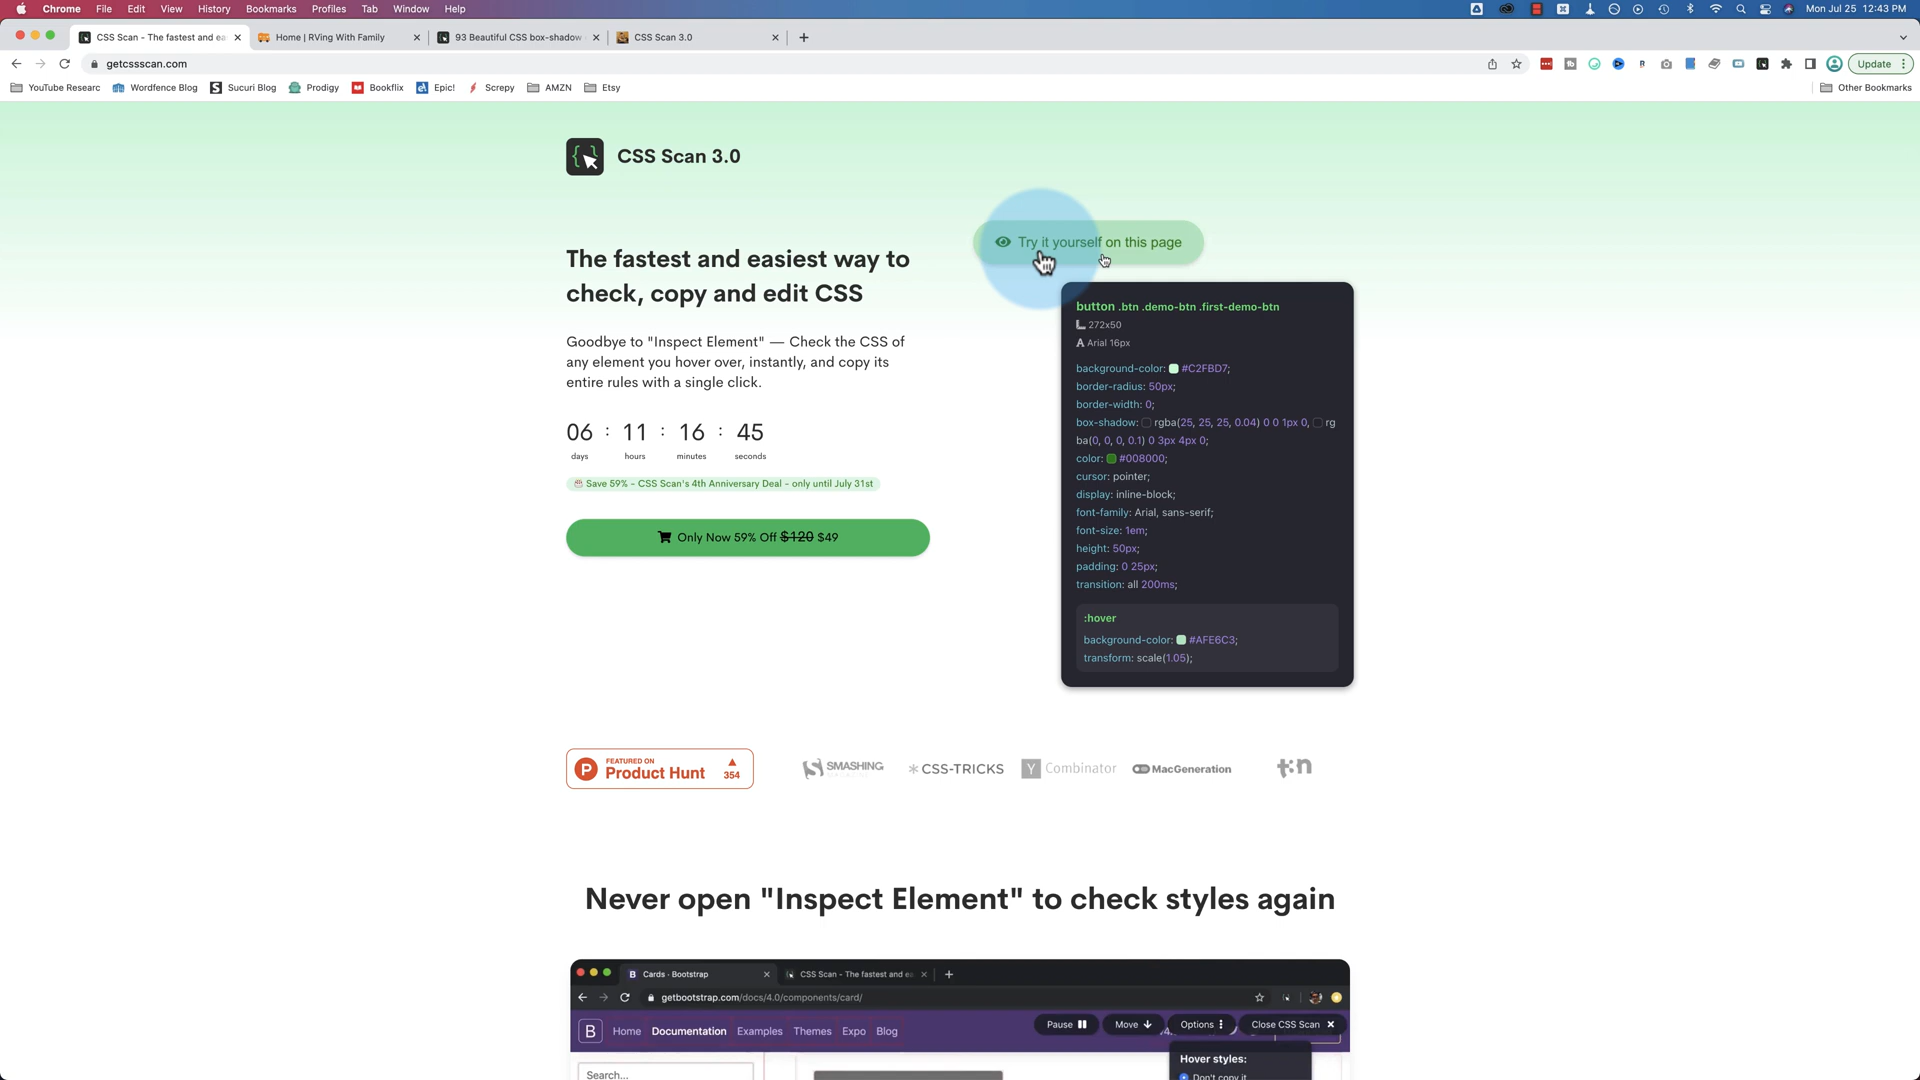 Chrome File Edit View History Bookmarks Profiles Tab Window Help
Mon Jul 25 12:43 PM
CSS Scan - The fastest and ea
Home | RVing With Family
93 Beautiful CSS box-shadow
CSS Scan 3.0
getcssscan.com
Update
YouTube Researc Wordfence Blog Sucuri Blog Prodigy Bookflix Epic! Screpy AMZN Etsy
Other Bookmarks
CSS Scan 3.0
The fastest and easiest way to
check, copy and edit CSS
Goodbye to "Inspect Element" — Check the CSS of
any element you hover over, instantly, and copy its
entire rules with a single click.
06 : 11 : 16 : 45
days hours minutes seconds
Save 59% - CSS Scan's 4th Anniversary Deal - only until July 31st
Only Now 59% Off $120 $49
Try it yourself on this page
button .btn .demo-btn .first-demo-btn
272x50
A Arial 16px
background-color: #C2FBD7;
border-radius: 50px;
border-width: 0;
box-shadow: rgba(25, 25, 25, 0.04) 0 0 1px 0, rg
ba(0, 0, 0, 0.1) 0 3px 4px 0;
color: #008000;
cursor: pointer;
display: inline-block;
font-family: Arial, sans-serif;
font-size: 1em;
height: 50px;
padding: 0 25px;
transition: all 200ms;
:hover
background-color: #AFE6C3;
transform: scale(1.05);
P FEATURED ON
Product Hunt 354
SMASHING
*CSS-TRICKS
Y Combinator
MacGeneration
t3n
Never open "Inspect Element" to check styles again
B Cards · Bootstrap
CSS Scan - The fastest and ea
getbootstrap.com/docs/4.0/components/card/
B Home Documentation Examples Themes Expo Blog
Pause Move Options Close CSS Scan
Search...
Hover styles:
Don't copy it